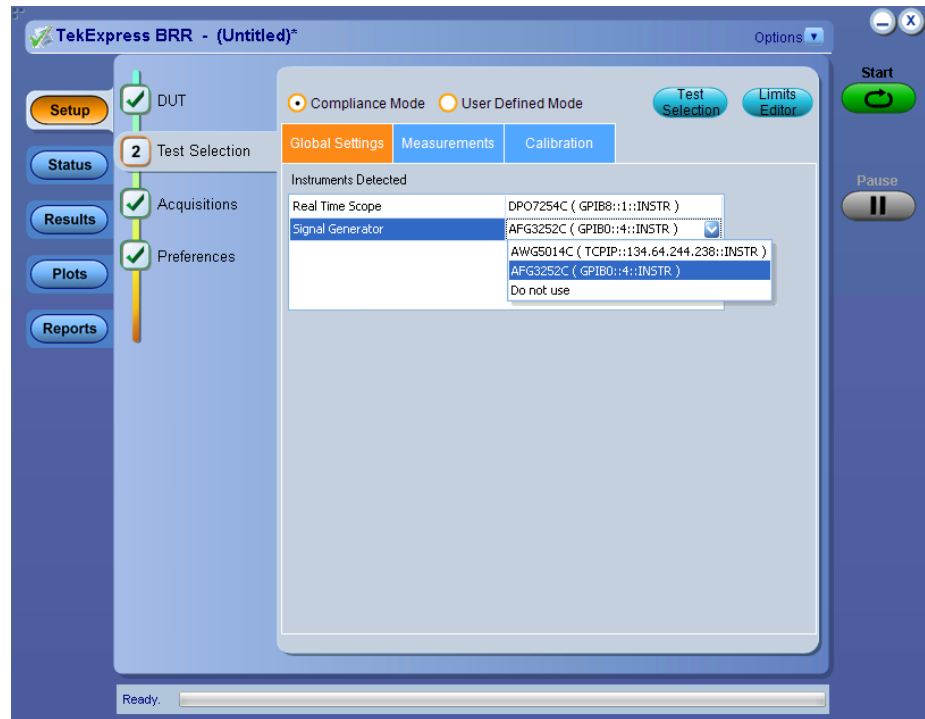 TekExpress BRR - (Untitled)*
Options
Start
Setup
DUT
Compliance Mode
User Defined Mode
Test Selection
Limits Editor
2
Test Selection
Global Settings
Measurements
Calibration
Status
Instruments Detected
Pause
Acquisitions
Real Time Scope
DPO7254C ( GPIB8::1::INSTR )
Results
Signal Generator
AFG3252C ( GPIB0::4::INSTR )
AWG5014C ( TCPIP::134.64.244.238::INSTR )
Preferences
AFG3252C ( GPIB0::4::INSTR )
Plots
Do not use
Reports
Ready.